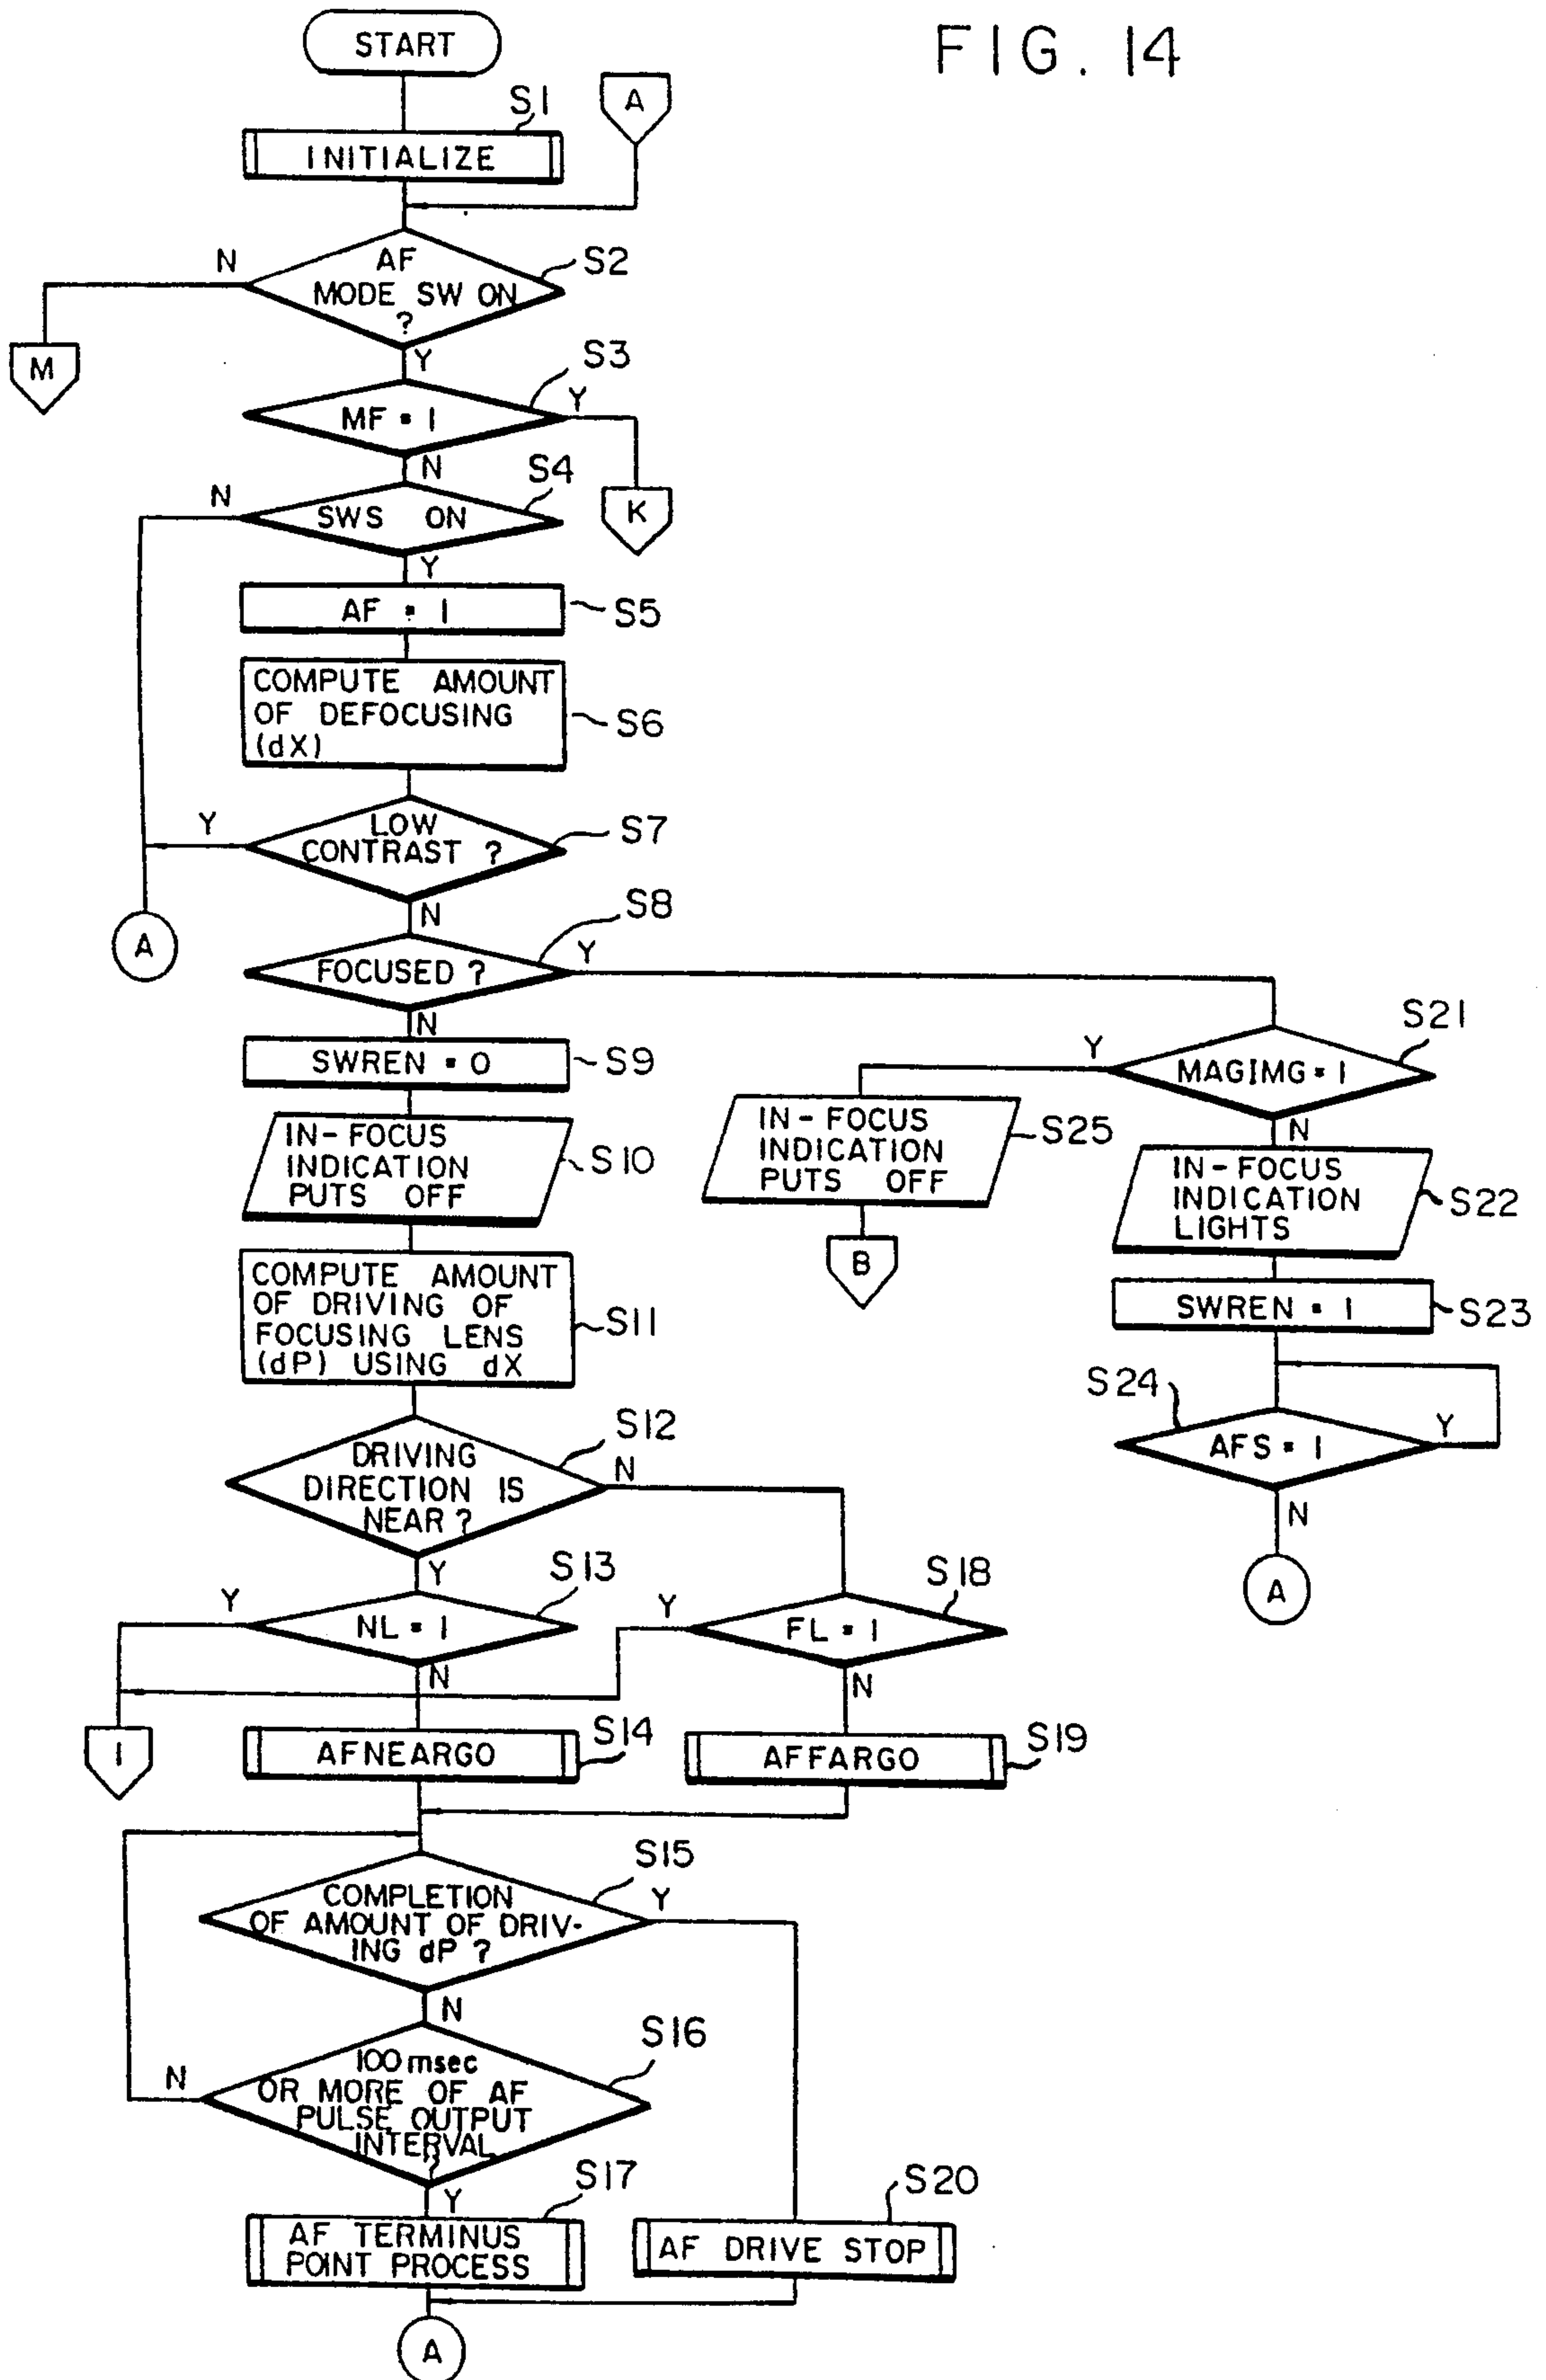 FIG. 14
START
A
S1
INITIALIZE
N
AF
MODE SW ON
?
S2
M
Y
S3
MF = 1
Y
N
S4
N
SWS ON
K
Y
AF = 1
S5
COMPUTE AMOUNT
OF DEFOCUSING
(dX)
S6
Y
LOW
CONTRAST ?
S7
N
S8
A
FOCUSED ?
Y
N
SWREN = 0
S9
S21
Y
MAGIMG = 1
N
IN-FOCUS
INDICATION
PUTS OFF
S10
IN-FOCUS
INDICATION
PUTS OFF
S25
IN-FOCUS
INDICATION
LIGHTS
S22
B
COMPUTE AMOUNT
OF DRIVING OF
FOCUSING LENS
(dP) USING dX
S11
SWREN = 1
S23
S24
AFS = 1
Y
N
A
S12
DRIVING
DIRECTION IS
NEAR ?
N
Y
S13
Y
NL = 1
N
S18
Y
FL = 1
N
I
AFNEARGO
S14
AFFARGO
S19
S15
COMPLETION
OF AMOUNT OF DRIV-
ING dP ?
Y
N
S16
N
100 msec
OR MORE OF AF
PULSE OUTPUT
INTERVAL
?
Y
S17
AF TERMINUS
POINT PROCESS
S20
AF DRIVE STOP
A